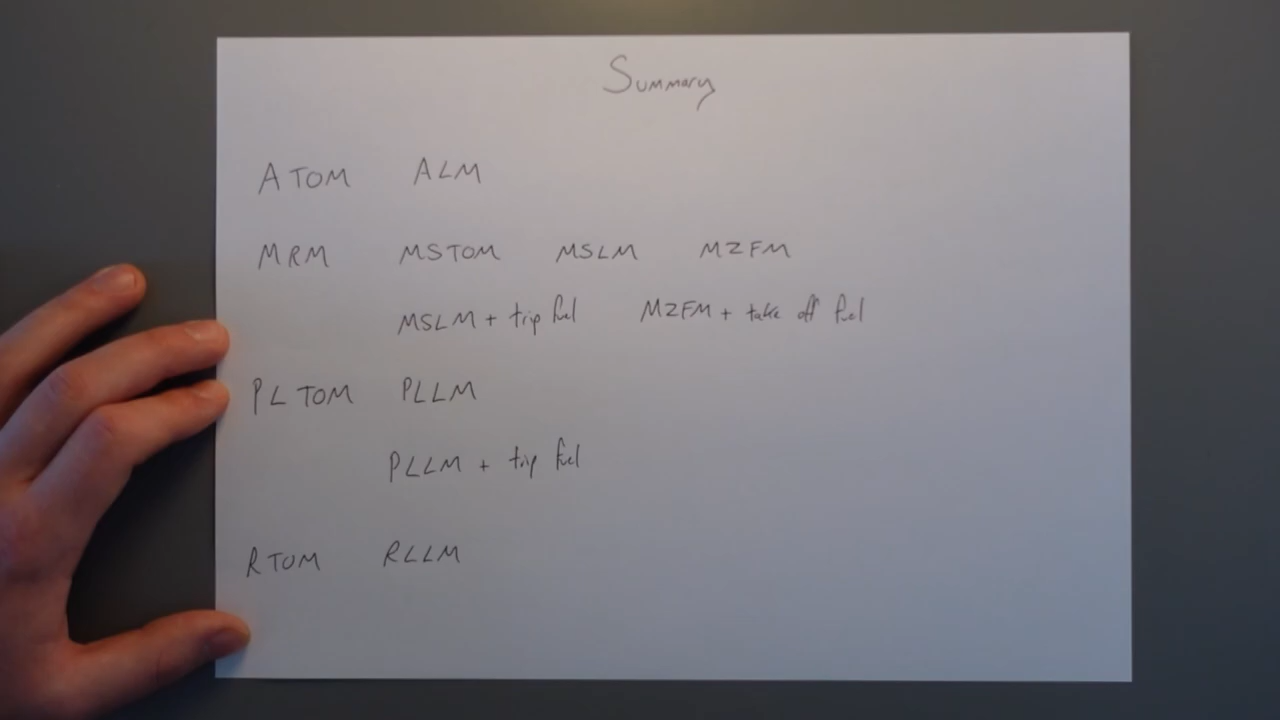 Summary
ATOM ALM
MRM MSTOM MSLM MZFM
MSLM + trip fuel MZFM + take off fuel
PLTOM PLLM
PLLM + trip fuel
RTOM RLLM